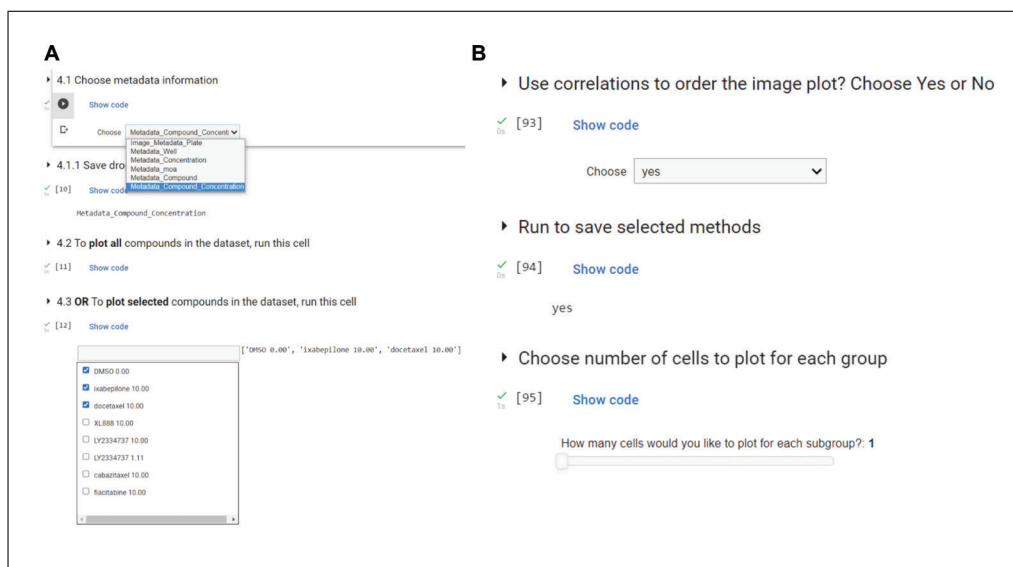 A
4.1 Choose metadata information
Show code
Choose Metadata_Compound_Concenti
Image_Metadata_Plate
Metadata_Well
Metadata_Concentration
Metadata_moa
Metadata_Compound
Metadata_Compound_Concentration
4.1.1 Save dro
[10] Show code
Metadata_Compound_Concentration
4.2 To plot all compounds in the dataset, run this cell
[11] Show code
4.3 OR To plot selected compounds in the dataset, run this cell
[12] Show code
['DMSO 0.00', 'ixabepilone 10.00', 'docetaxel 10.00']
DMSO 0.00
ixabepilone 10.00
docetaxel 10.00
XL888 10.00
LY2334737 10.00
LY2334737 1.11
cabazitaxel 10.00
fiacitabine 10.00
B
Use correlations to order the image plot? Choose Yes or No
[93] Show code
0s
Choose yes
Run to save selected methods
[94] Show code
0s
yes
Choose number of cells to plot for each group
[95] Show code
1s
How many cells would you like to plot for each subgroup?: 1